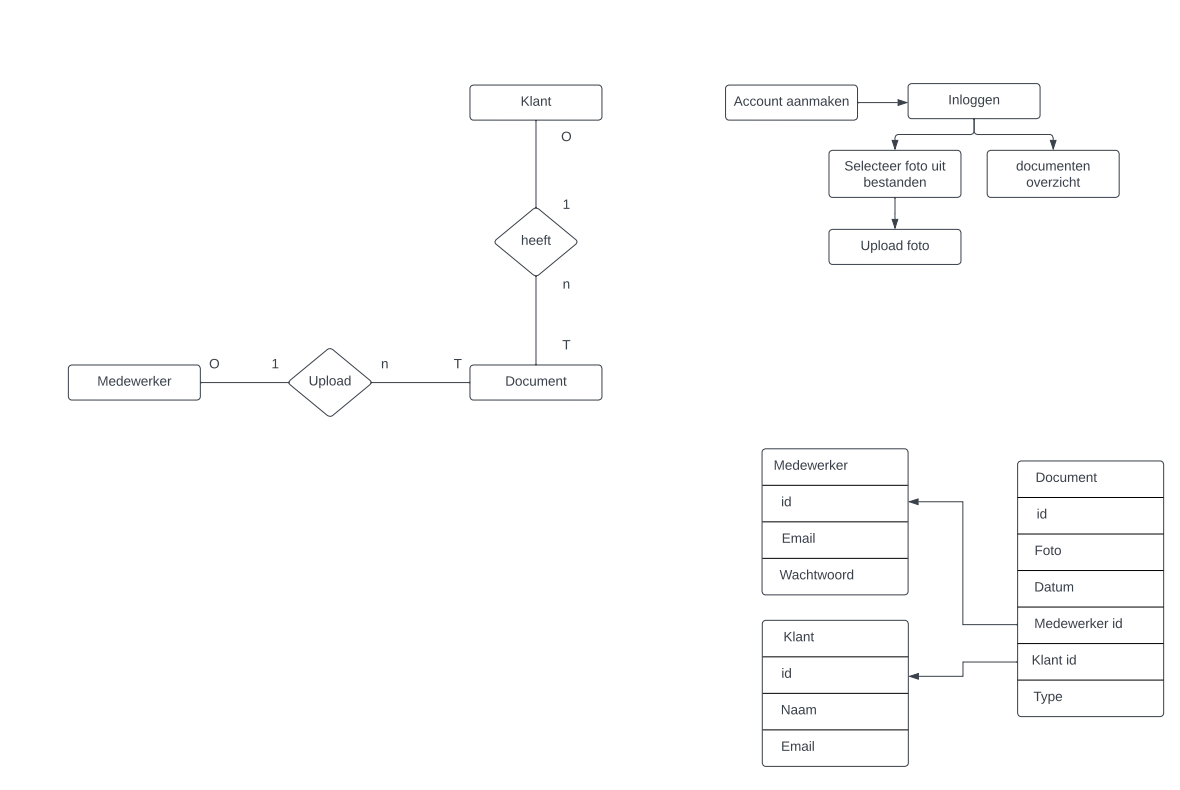 Klant
O
1
heeft
n
T
Medewerker
O
1
Upload
n
T
Document
Account aanmaken
Inloggen
Selecteer foto uit
bestanden
documenten
overzicht
Upload foto
Medewerker
id
Email
Wachtwoord
Klant
id
Naam
Email
Document
id
Foto
Datum
Medewerker id
Klant id
Type